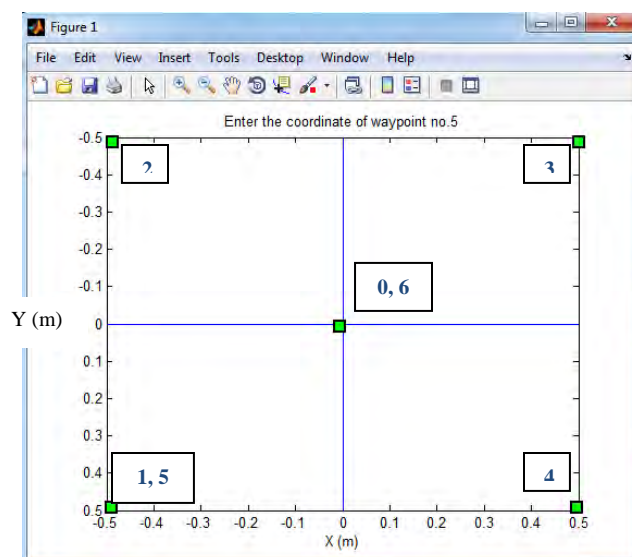 Figure 1
File Edit View Insert Tools Desktop Window Help
Enter the coordinate of waypoint no.5
-0.5
2
3
-0.4
-0.3
-0.2
-0.1
0, 6
Y (m)
0
0.1
0.2
0.3
0.4
1, 5
4
0.5
-0.5 -0.4 -0.3 -0.2 -0.1 0 0.1 0.2 0.3 0.4 0.5
X (m)